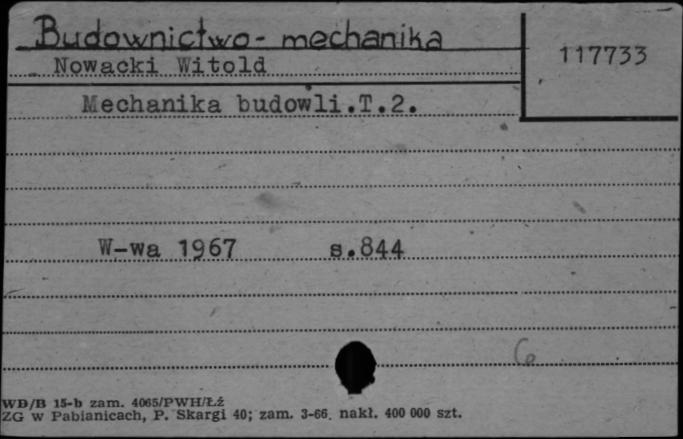 Budownictwo - mechanika
117733
Nowacki Witold
Mechanika budowli.T.2.
W-wa 1967 s.844
6
WD/B 15-b zam. 4065/PWH/Łż
ZG w Pabianicach, P. Skargi 40; zam. 3-66. nakł. 400 000 szt.